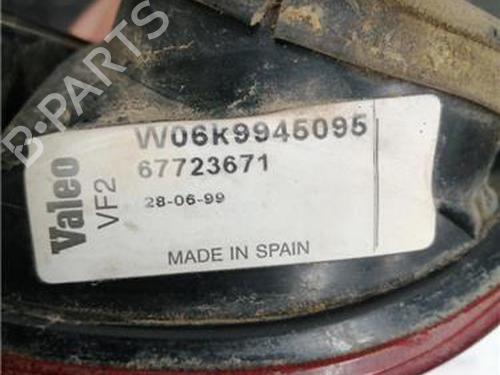 W06K9945095
67723671
Valeo
VF2
28-06-99
MADE IN SPAIN
B-PARTS